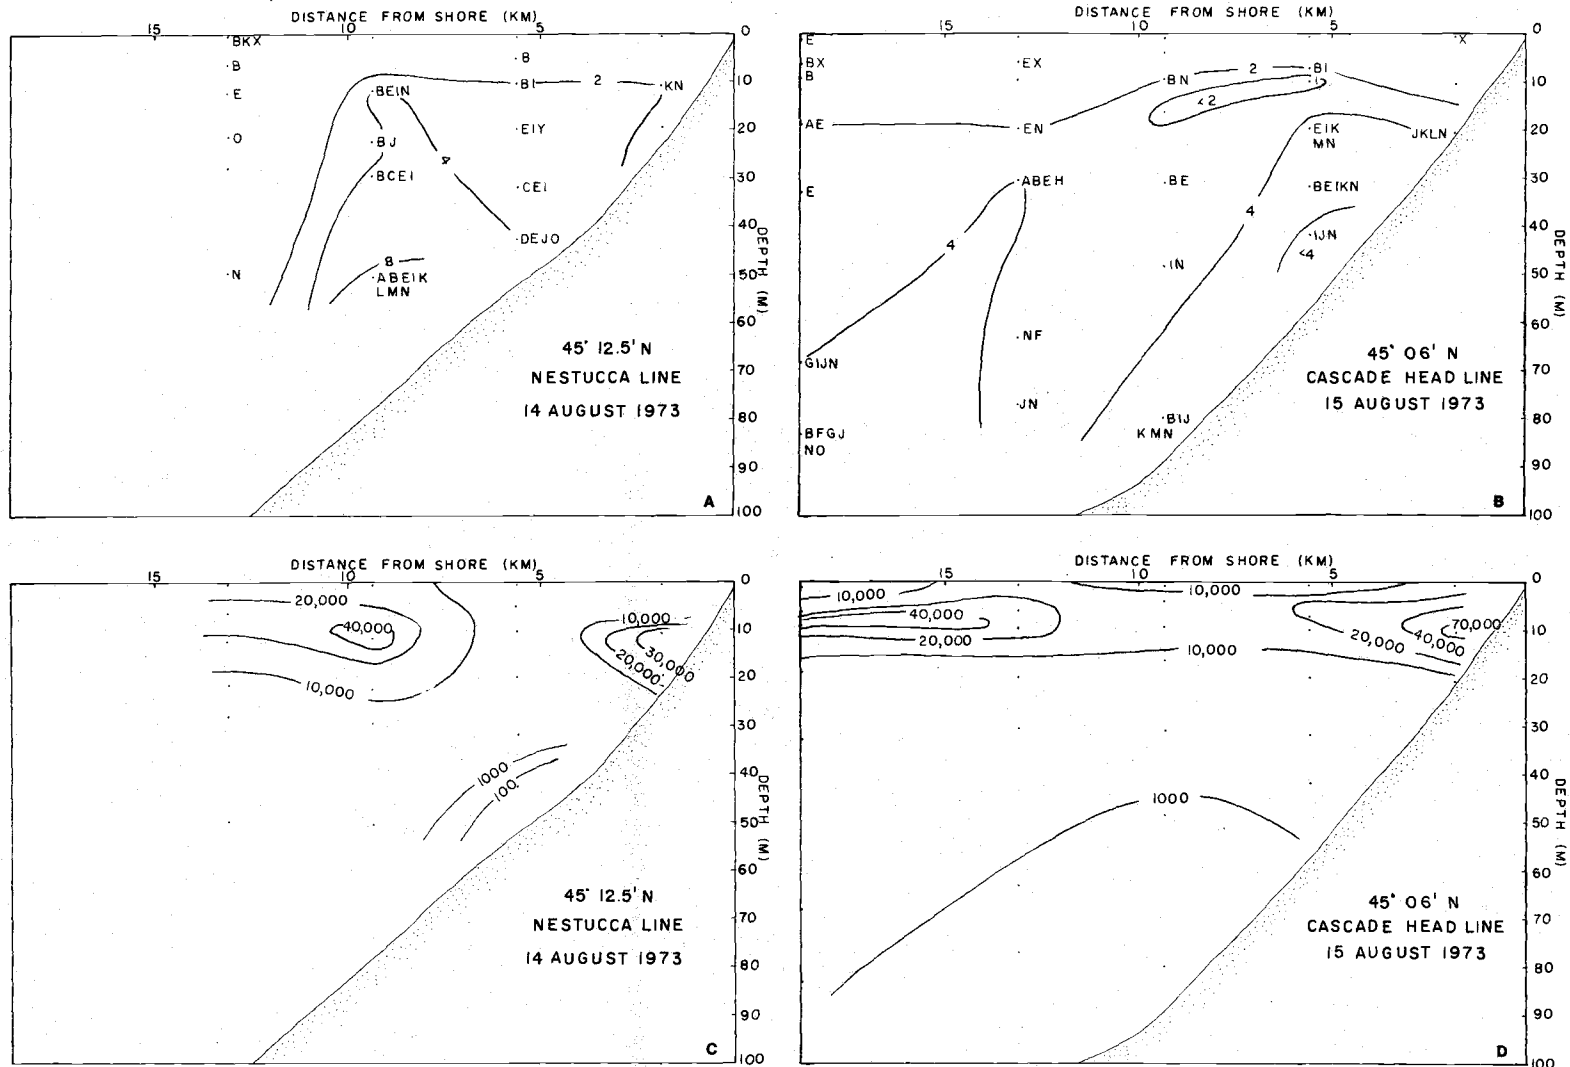 DISTANCE FROM SHORE (KM)
15 10 5 0
BKX
B
B
E
BEIN
BI
2
KN
10
O
BJ
EIY
4
20
BCEI
CEI
30
DEJO
40
N
8
ABEIK
LMN
50
60
70
80
90
100
DEPTH (M)
45° 12.5' N
NESTUCCA LINE
14 AUGUST 1973
A
DISTANCE FROM SHORE (KM)
15 10 5 0
E
X
BX
B
EX
BN
2
BI
I
<2
10
AE
EN
EIK
MN
JKLN
20
E
ABEH
BE
BEIKN
30
4
4
IJN
<4
40
IN
50
NF
60
GIJN
70
JN
BIJ
KMN
80
BFGJ
NO
90
100
DEPTH (M)
45° 06' N
CASCADE HEAD LINE
15 AUGUST 1973
B
DISTANCE FROM SHORE (KM)
15 10 5 0
20,000
40,000
10,000
10,000
20,000
30,000
1000
100
10
20
30
40
50
60
70
80
90
100
DEPTH (M)
45° 12.5' N
NESTUCCA LINE
14 AUGUST 1973
C
DISTANCE FROM SHORE (KM)
15 10 5 0
10,000
40,000
20,000
10,000
10,000
20,000
40,000
70,000
1000
10
20
30
40
50
60
70
80
90
100
DEPTH (M)
45° 06' N
CASCADE HEAD LINE
15 AUGUST 1973
D